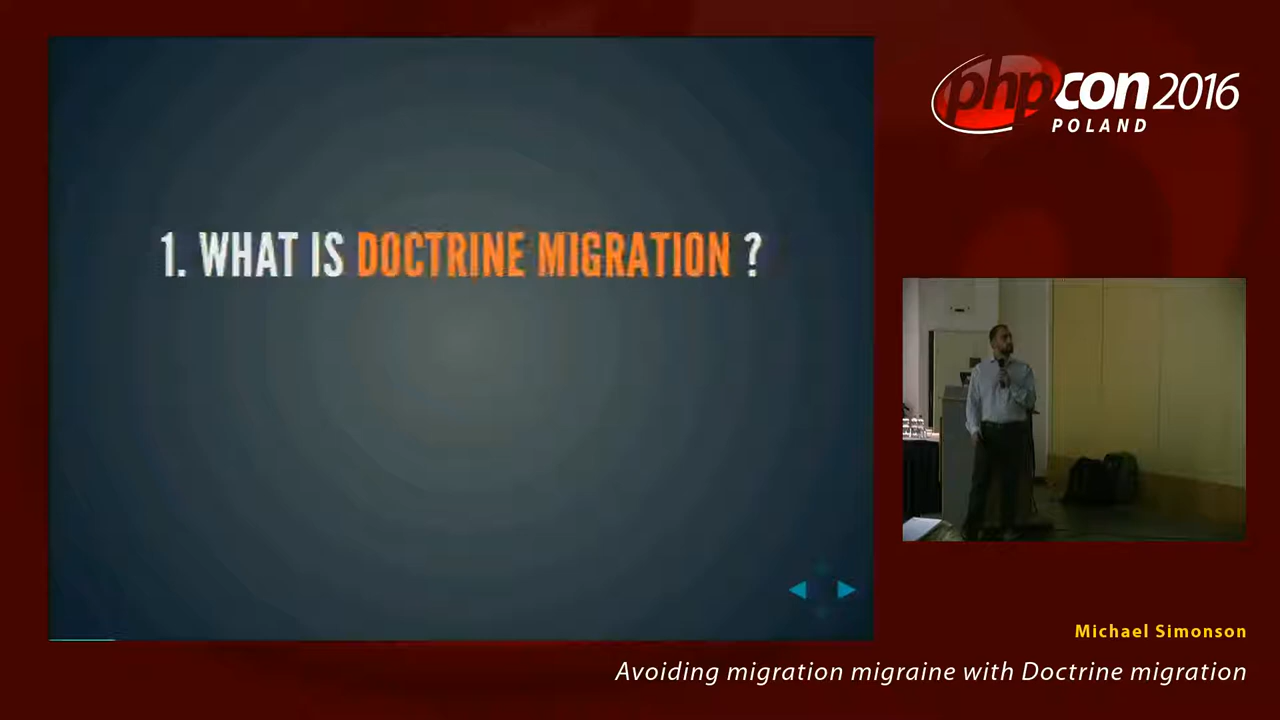 1. WHAT IS DOCTRINE MIGRATION ?
phpcon 2016
POLAND
Michael Simonson
Avoiding migration migraine with Doctrine migration